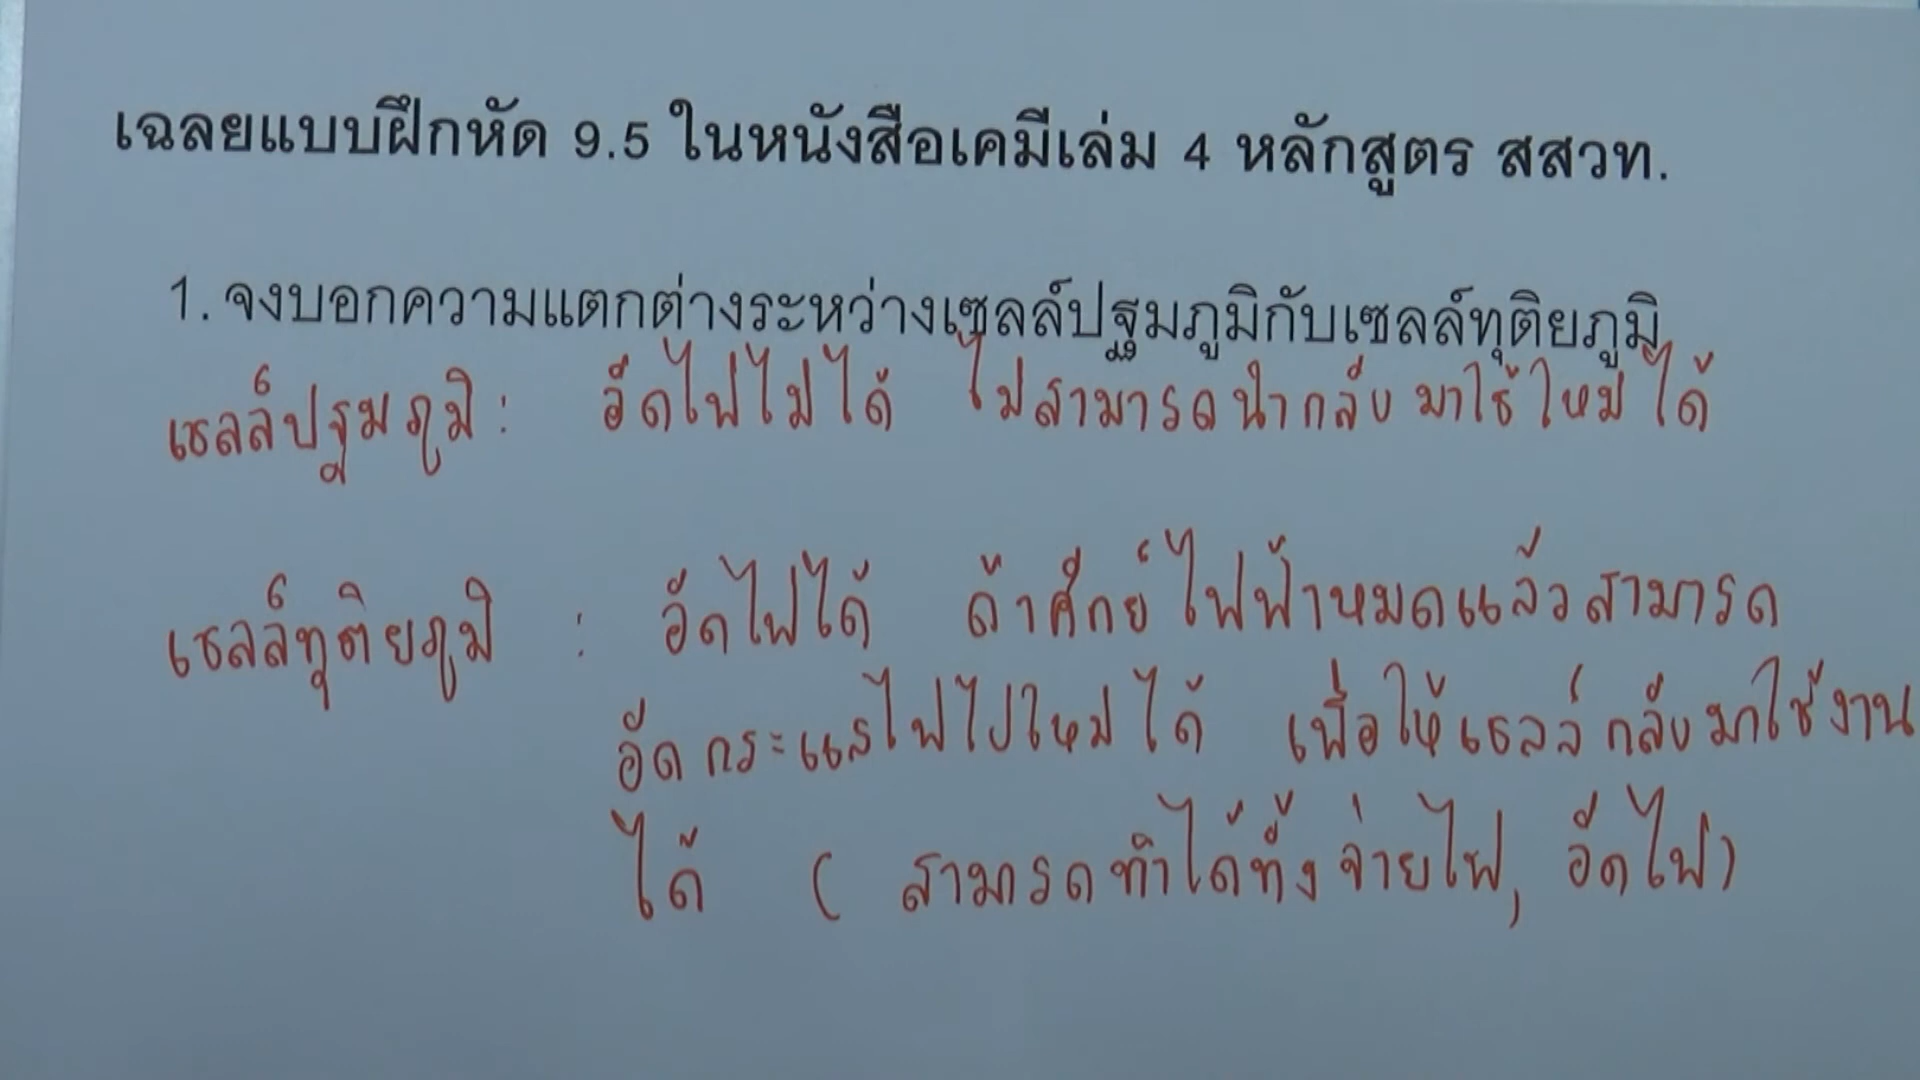 เฉลยแบบฝึกหัด 9.5 ในหนังสือเคมีเล่ม 4 หลักสูตร สสวท.
1. จงบอกความแตกต่างระหว่างเซลล์ปฐมภูมิกับเซลล์ทุติยภูมิ
เซลล์ปฐมภูมิ : อัดไฟไม่ได้ ไม่สามารถนำกลับมาใช้ใหม่ได้
เซลล์ทุติยภูมิ : อัดไฟได้ ถ้าศักย์ไฟฟ้าหมดแล้วสามารถ
อัดกระแสไฟไปใหม่ได้ เพื่อให้เซลล์กลับมาใช้งาน
ได้ ( สามารถทำได้ทั้งจ่ายไฟ, อัดไฟ)